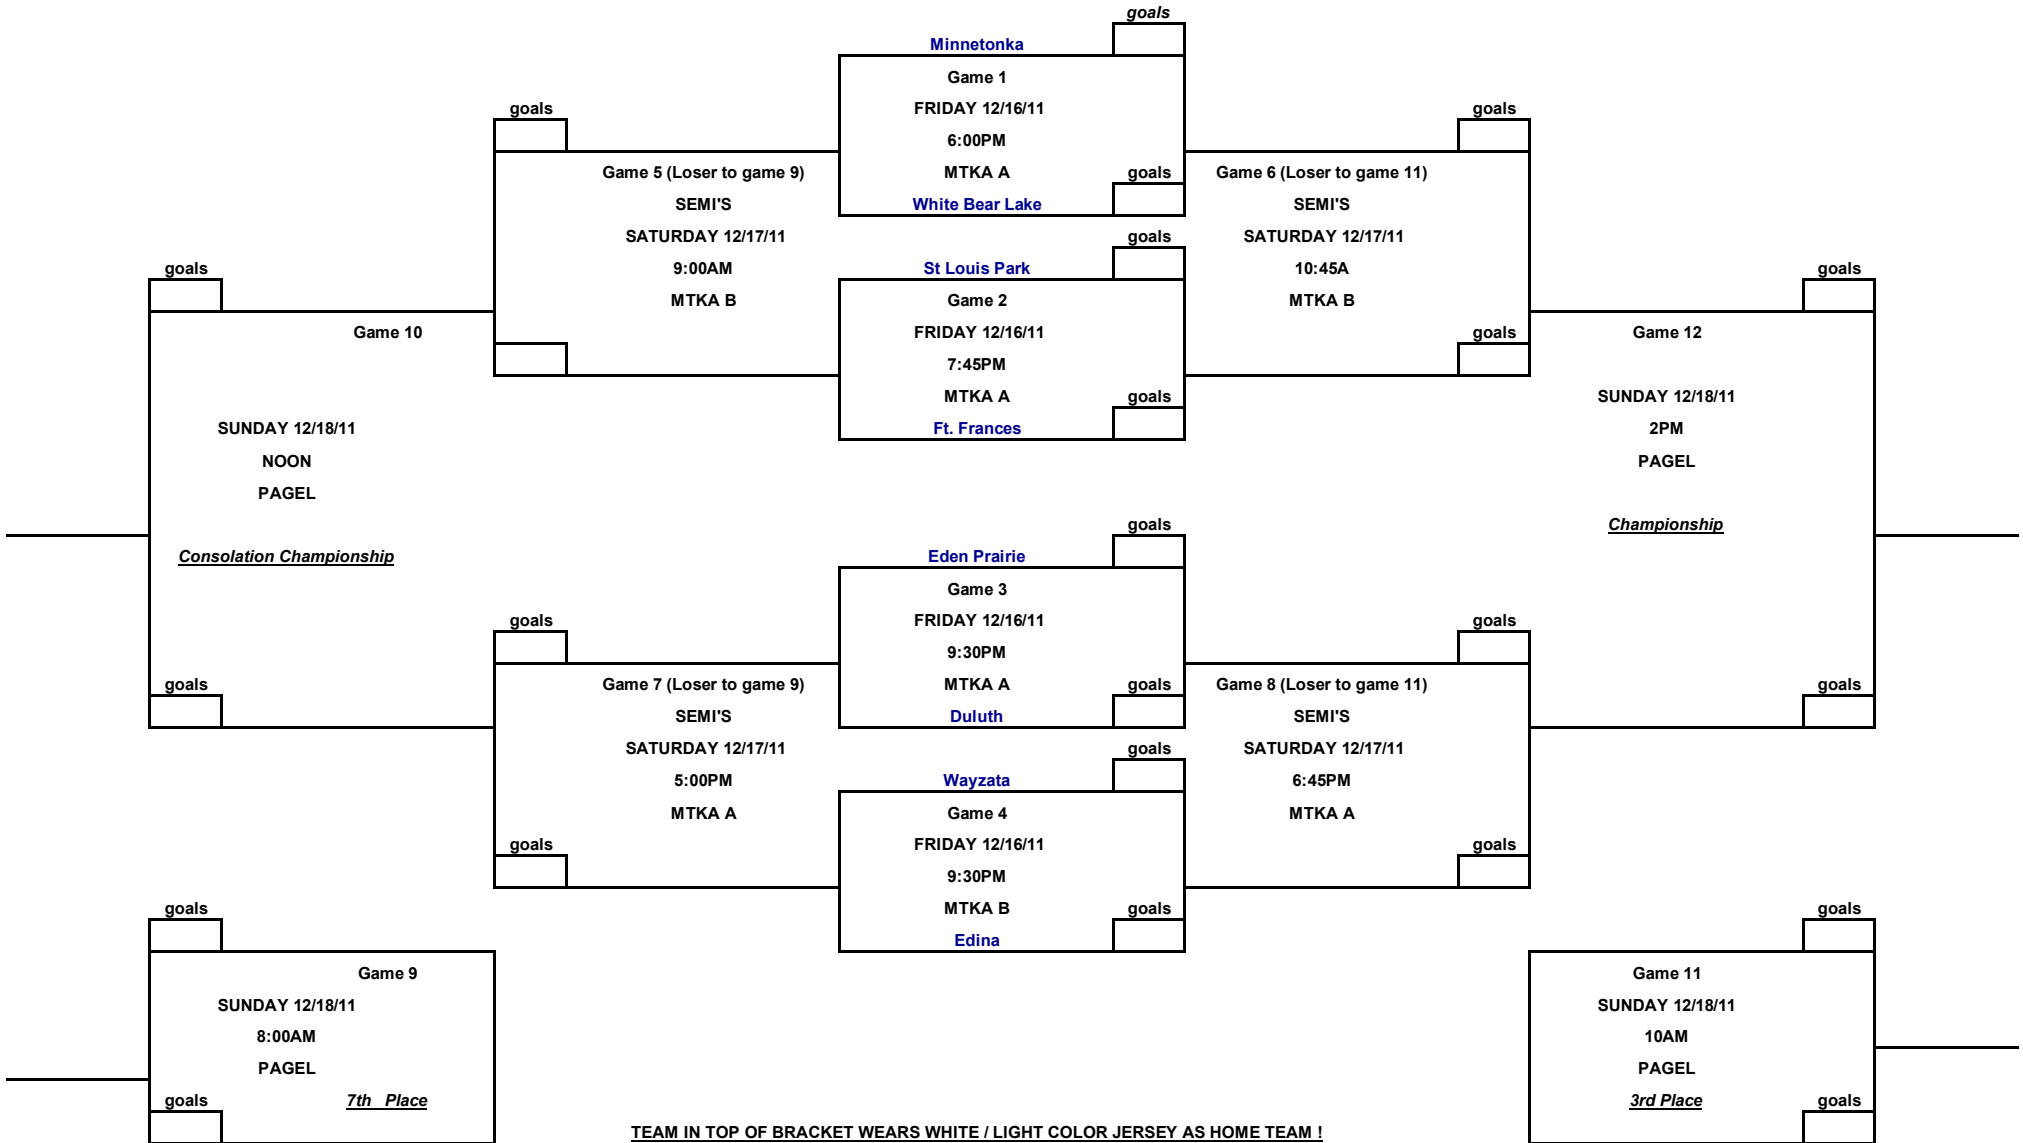 goals
Minnetonka
Game 1
FRIDAY 12/16/11
6:00PM
MTKA A
goals
White Bear Lake
goals
St Louis Park
Game 2
FRIDAY 12/16/11
7:45PM
MTKA A
goals
Ft. Frances
goals
Eden Prairie
Game 3
FRIDAY 12/16/11
9:30PM
MTKA A
goals
Duluth
goals
Wayzata
Game 4
FRIDAY 12/16/11
9:30PM
MTKA B
goals
Edina
goals
Game 5 (Loser to game 9)
SEMI'S
SATURDAY 12/17/11
9:00AM
MTKA B
goals
Game 6 (Loser to game 11)
SEMI'S
SATURDAY 12/17/11
10:45A
MTKA B
goals
goals
Game 7 (Loser to game 9)
SEMI'S
SATURDAY 12/17/11
5:00PM
MTKA A
goals
goals
Game 8 (Loser to game 11)
SEMI'S
SATURDAY 12/17/11
6:45PM
MTKA A
goals
goals
Game 10
SUNDAY 12/18/11
NOON
PAGEL
Consolation Championship
goals
goals
Game 12
SUNDAY 12/18/11
2PM
PAGEL
Championship
goals
goals
Game 9
SUNDAY 12/18/11
8:00AM
PAGEL
7th Place
goals
goals
Game 11
SUNDAY 12/18/11
10AM
PAGEL
3rd Place
goals
TEAM IN TOP OF BRACKET WEARS WHITE / LIGHT COLOR JERSEY AS HOME TEAM !